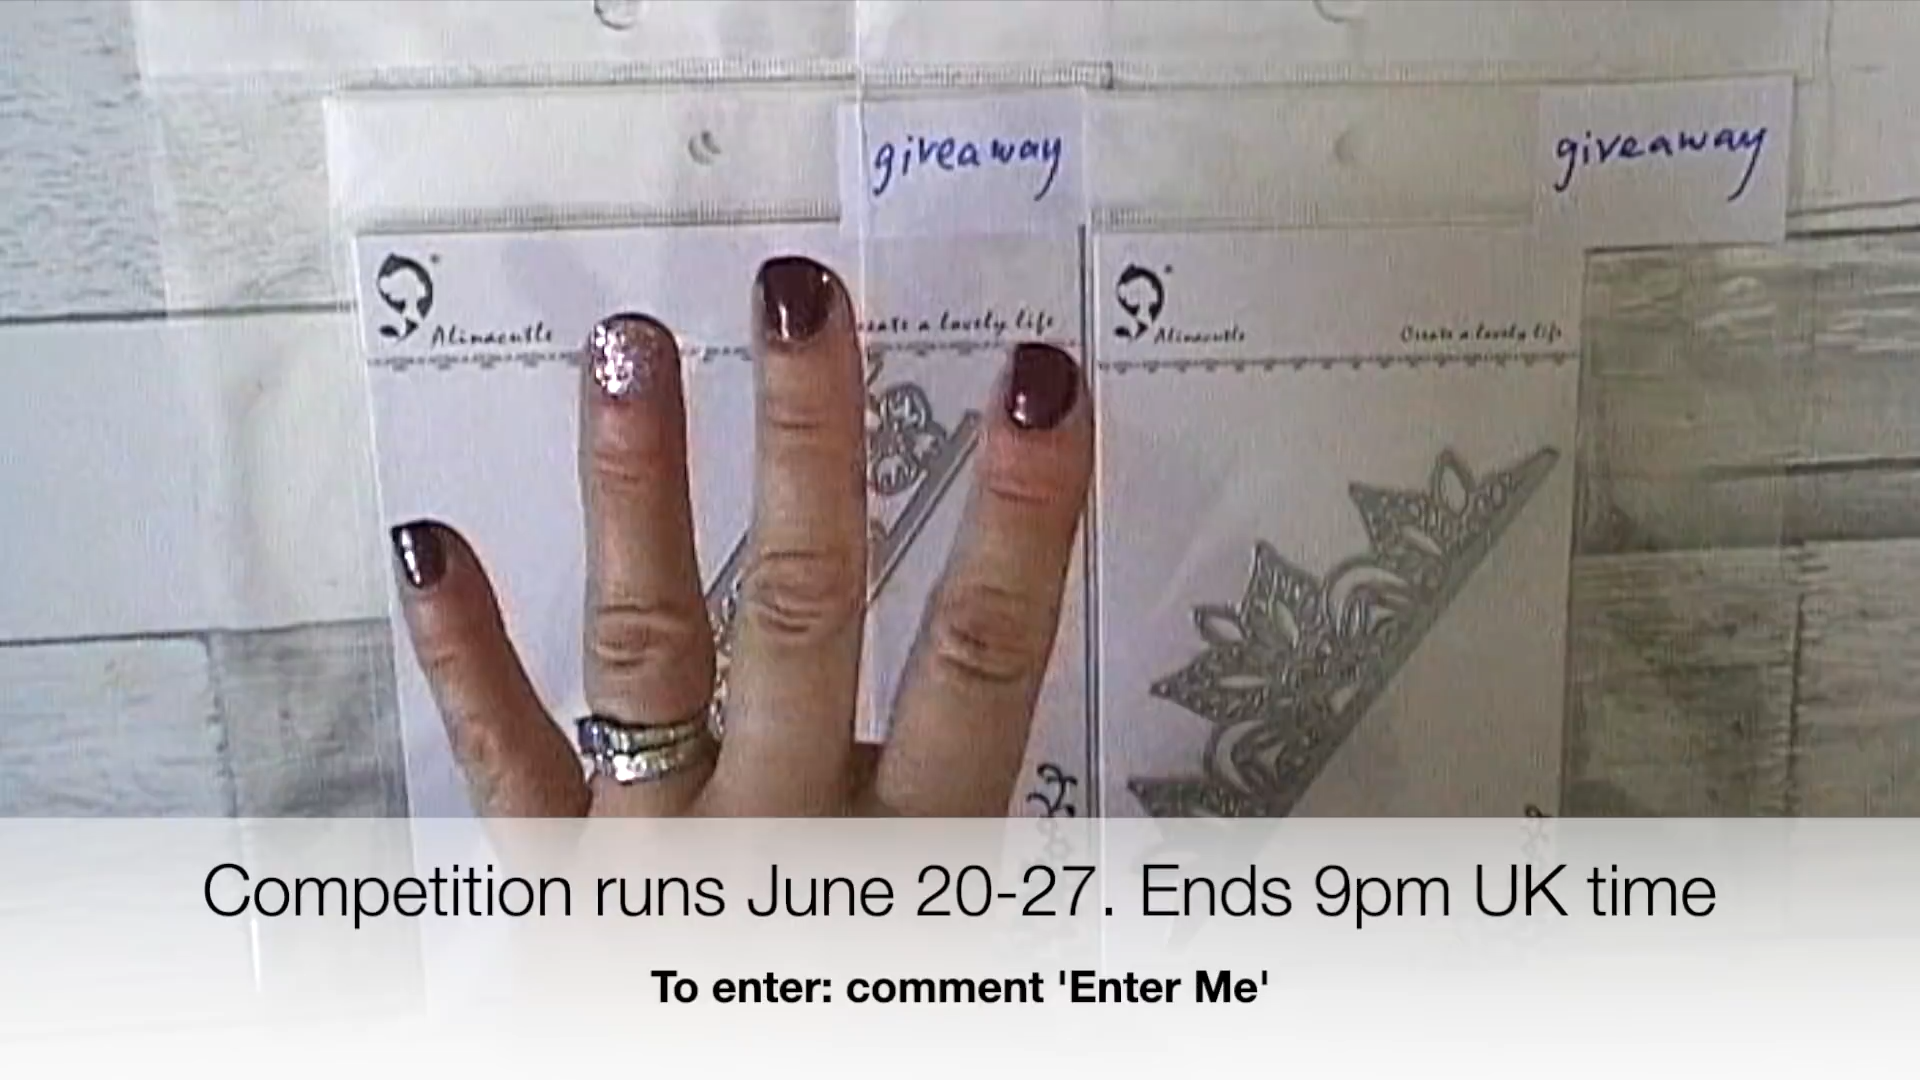 giveaway
giveaway
Alinacutle
Create a lovely life
Alinacutle
Create a lovely life
Competition runs June 20-27. Ends 9pm UK time
To enter: comment 'Enter Me'